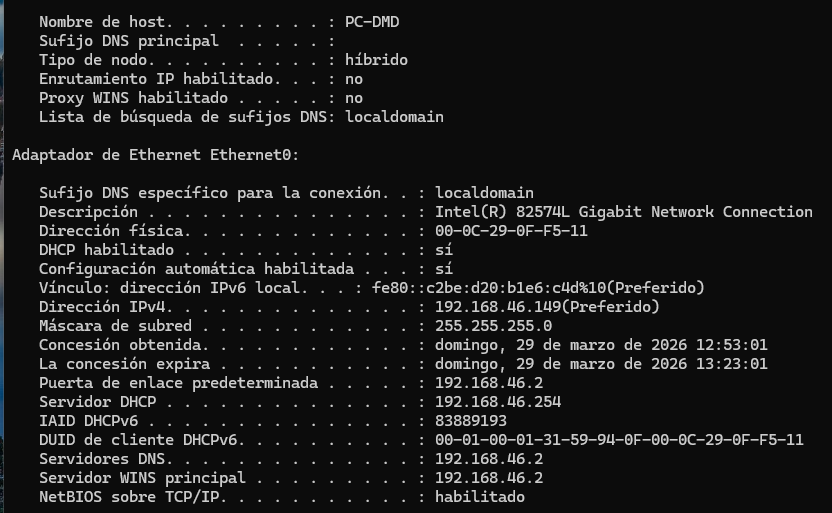 Nombre de host. . . . . . . . . : PC-DMD
Sufijo DNS principal  . . . . . :
Tipo de nodo. . . . . . . . . . : híbrido
Enrutamiento IP habilitado. . . : no
Proxy WINS habilitado . . . . . : no
Lista de búsqueda de sufijos DNS: localdomain
Adaptador de Ethernet Ethernet0:
Sufijo DNS específico para la conexión. . : localdomain
Descripción . . . . . . . . . . . . . . . : Intel(R) 82574L Gigabit Network Connection
Dirección física. . . . . . . . . . . . . : 00-0C-29-0F-F5-11
DHCP habilitado . . . . . . . . . . . . . : sí
Configuración automática habilitada . . . : sí
Vínculo: dirección IPv6 local. . . : fe80::c2be:d20:b1e6:c4d%10(Preferido)
Dirección IPv4. . . . . . . . . . . . . . : 192.168.46.149(Preferido)
Máscara de subred . . . . . . . . . . . . : 255.255.255.0
Concesión obtenida. . . . . . . . . . . . : domingo, 29 de marzo de 2026 12:53:01
La concesión expira . . . . . . . . . . . : domingo, 29 de marzo de 2026 13:23:01
Puerta de enlace predeterminada . . . . . : 192.168.46.2
Servidor DHCP . . . . . . . . . . . . . . : 192.168.46.254
IAID DHCPv6 . . . . . . . . . . . . . . . : 83889193
DUID de cliente DHCPv6. . . . . . . . . . : 00-01-00-01-31-59-94-0F-00-0C-29-0F-F5-11
Servidores DNS. . . . . . . . . . . . . . : 192.168.46.2
Servidor WINS principal . . . . . . . . . : 192.168.46.2
NetBIOS sobre TCP/IP. . . . . . . . . . . : habilitado